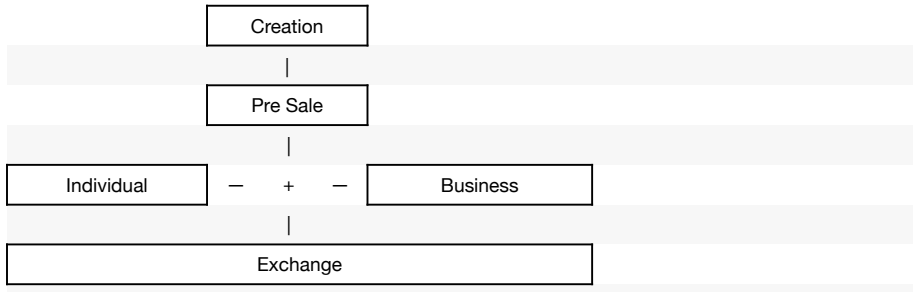 Creation
|
Pre Sale
|
Individual — + — Business
|
Exchange